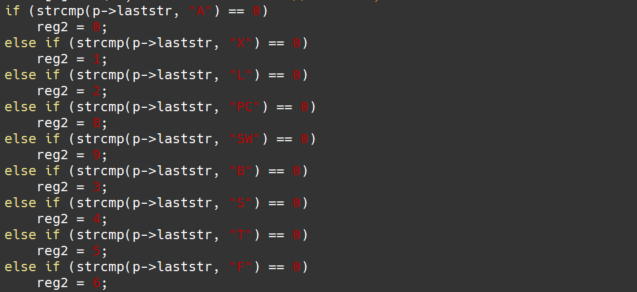 if (strcmp(p->laststr, "A") == 0)
    reg2 = 0;
else if (strcmp(p->laststr, "X") == 0)
    reg2 = 1;
else if (strcmp(p->laststr, "L") == 0)
    reg2 = 2;
else if (strcmp(p->laststr, "PC") == 0)
    reg2 = 8;
else if (strcmp(p->laststr, "SW") == 0)
    reg2 = 9;
else if (strcmp(p->laststr, "B") == 0)
    reg2 = 3;
else if (strcmp(p->laststr, "S") == 0)
    reg2 = 4;
else if (strcmp(p->laststr, "T") == 0)
    reg2 = 5;
else if (strcmp(p->laststr, "F") == 0)
    reg2 = 6;